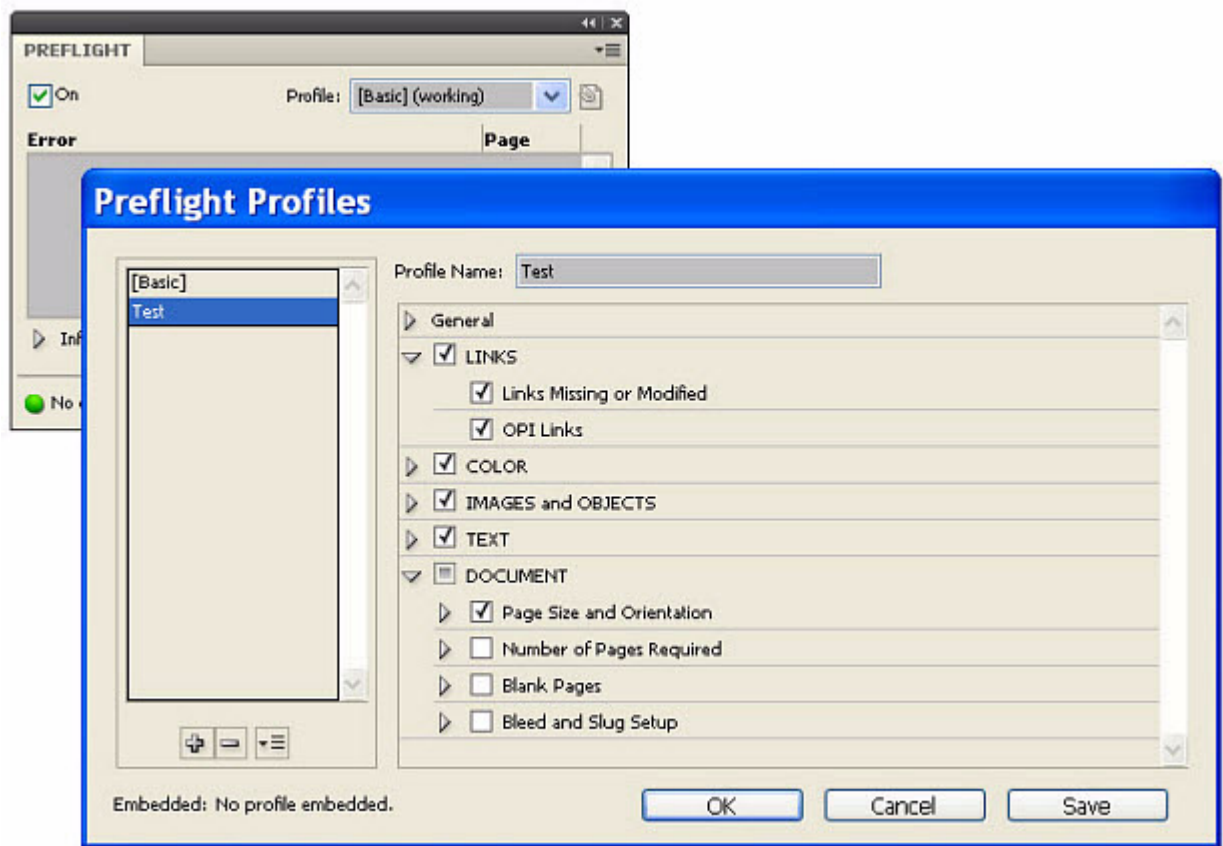 PREFLIGHT
On Profile: [Basic] (working)
Error Page
Preflight Profiles
[Basic]
Test
Profile Name: Test
General
LINKS
Links Missing or Modified
OPI Links
COLOR
IMAGES and OBJECTS
TEXT
DOCUMENT
Page Size and Orientation
Number of Pages Required
Blank Pages
Bleed and Slug Setup
Inf
No
Embedded: No profile embedded.
OK Cancel Save